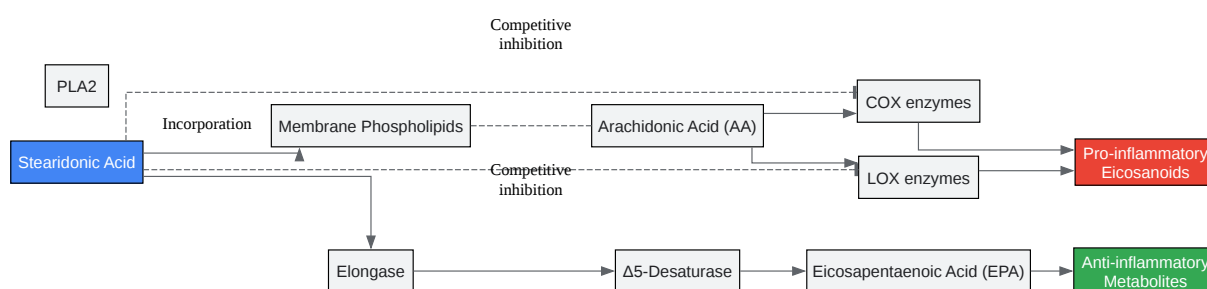 Competitive
inhibition
PLA2
COX enzymes
Incorporation
Membrane Phospholipids
Arachidonic Acid (AA)
Stearidonic Acid
Pro-inflammatory
Eicosanoids
Competitive
inhibition
LOX enzymes
Elongase
Δ5-Desaturase
Eicosapentaenoic Acid (EPA)
Anti-inflammatory
Metabolites